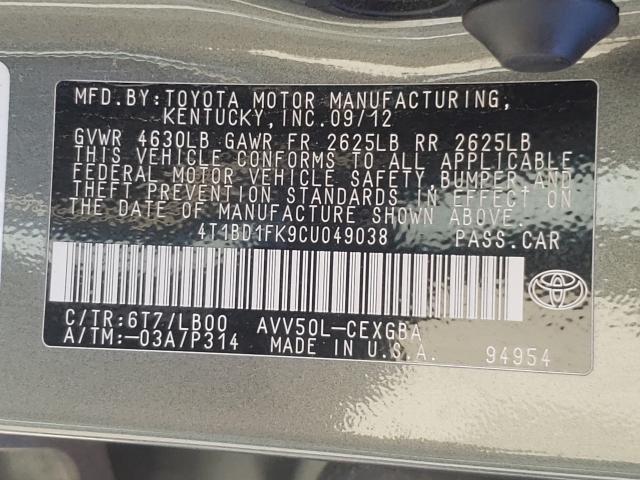 MFD.BY:TOYOTA MOTOR MANUFACTURING,
KENTUCKY, INC.09/12
GVWR 4630LB GAWR FR 2625LB RR 2625LB
THIS VEHICLE CONFORMS TO ALL APPLICABLE
FEDERAL MOTOR VEHICLE SAFETY,BUMPER,AND
THEFT PREVENTION STANDARDS IN EFFECT ON
THE DATE OF MANUFACTURE SHOWN ABOVE.
4T1BD1FK9CU049038 PASS.CAR
C/TR:6T7/LB00 AVV50L-CEXGBA
A/TM:-03A/P314 MADE IN U.S.A. 94954